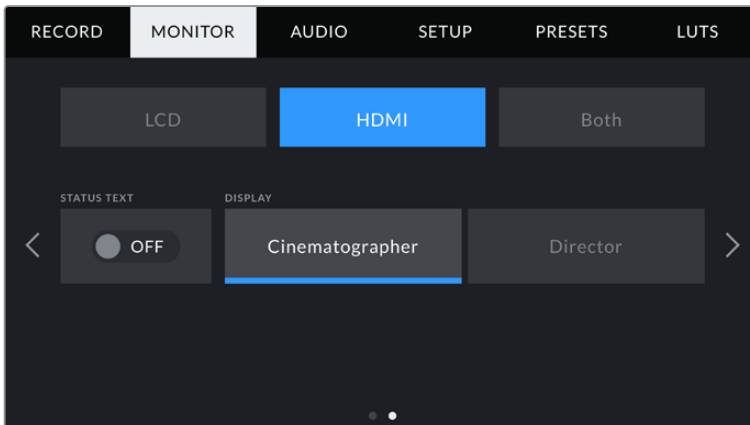 RECORD MONITOR AUDIO SETUP PRESETS LUTS
LCD HDMI Both
STATUS TEXT DISPLAY
OFF Cinematographer Director